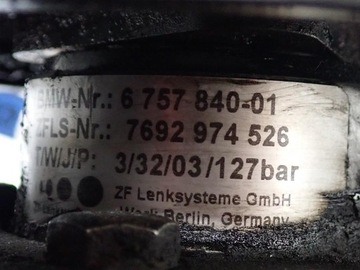 BMW-Nr.: 6 757 840-01
ZFLS-Nr.: 7692 974 526
T/W/J/P: 3/32/03/127bar
ZF Lenksysteme GmbH
Werk Berlin, Germany